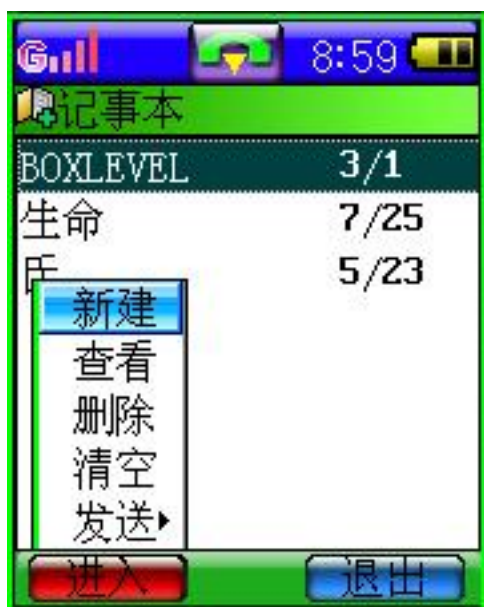 G 8:59
记事本
BOXLEVEL 3/1
生命 7/25
氏 5/23
新建
查看
删除
清空
发送
进入 退出